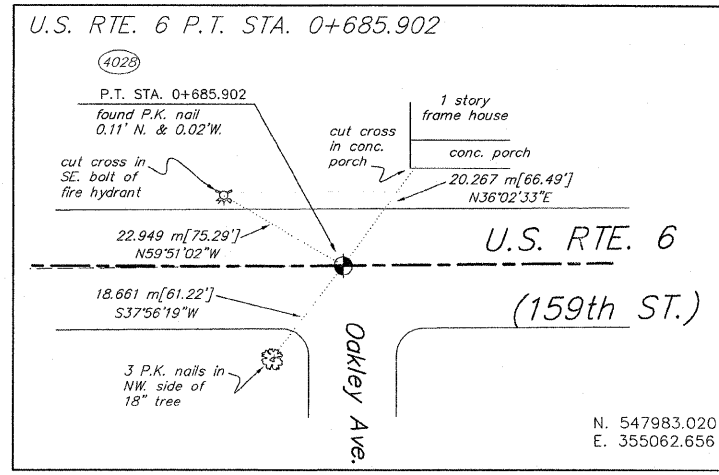 U.S. RTE. 6 P.T. STA. 0+685.902
4028
P.T. STA. 0+685.902
found P.K. nail
0.11' N. & 0.02'W.
1 story
frame house
cut cross
in conc.
porch
conc. porch
cut cross in
SE. bolt of
fire hydrant
20.267 m[66.49']
N36°02'33"E
22.949 m[75.29']
N59°51'02"W
U.S. RTE. 6
18.661 m[61.22']
S37°56'19"W
(159th ST.)
Oakley Ave.
3 P.K. nails in
NW. side of
18" tree
N. 547983.020
E. 355062.656